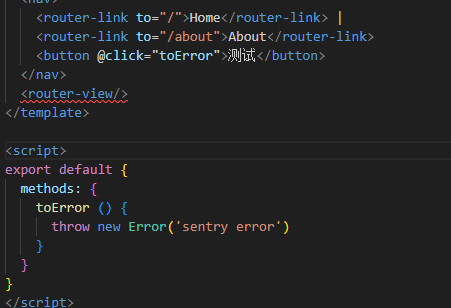 <nav>
<router-link to="/">Home</router-link> |
<router-link to="/about">About</router-link>
<button @click="toError">测试</button>
</nav>
<router-view/>
</template>
<script>
export default {
methods: {
toError () {
throw new Error('sentry error')
}
}
}
</script>